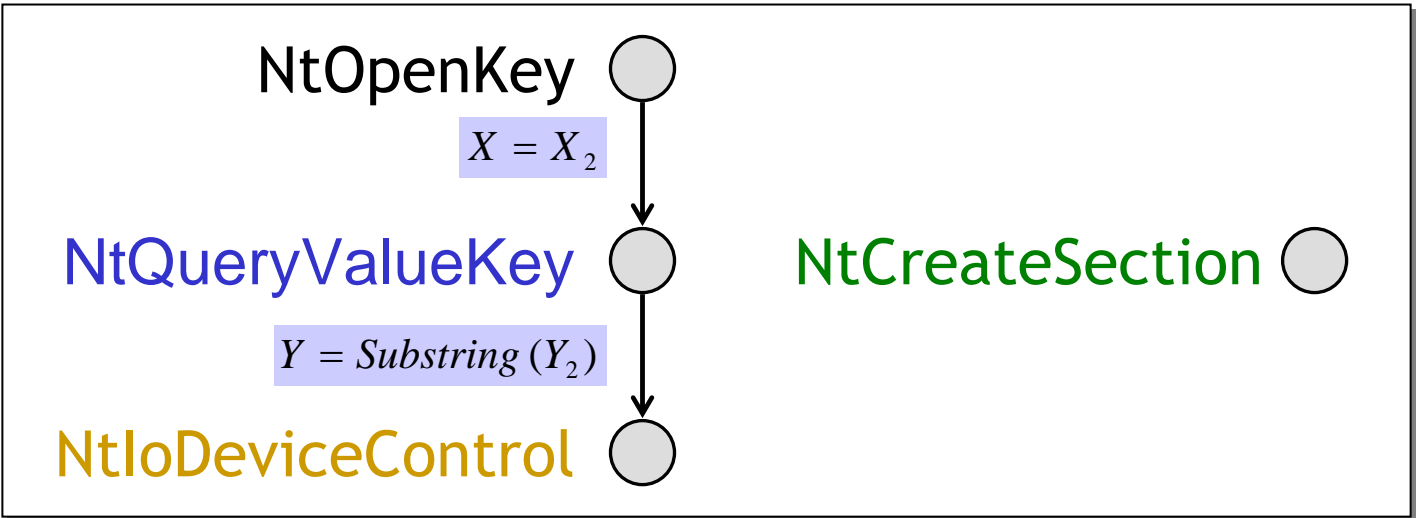 NtOpenKey
X = X₂
NtQueryValueKey
NtCreateSection
Y = Substring (Y₂)
NtIoDeviceControl